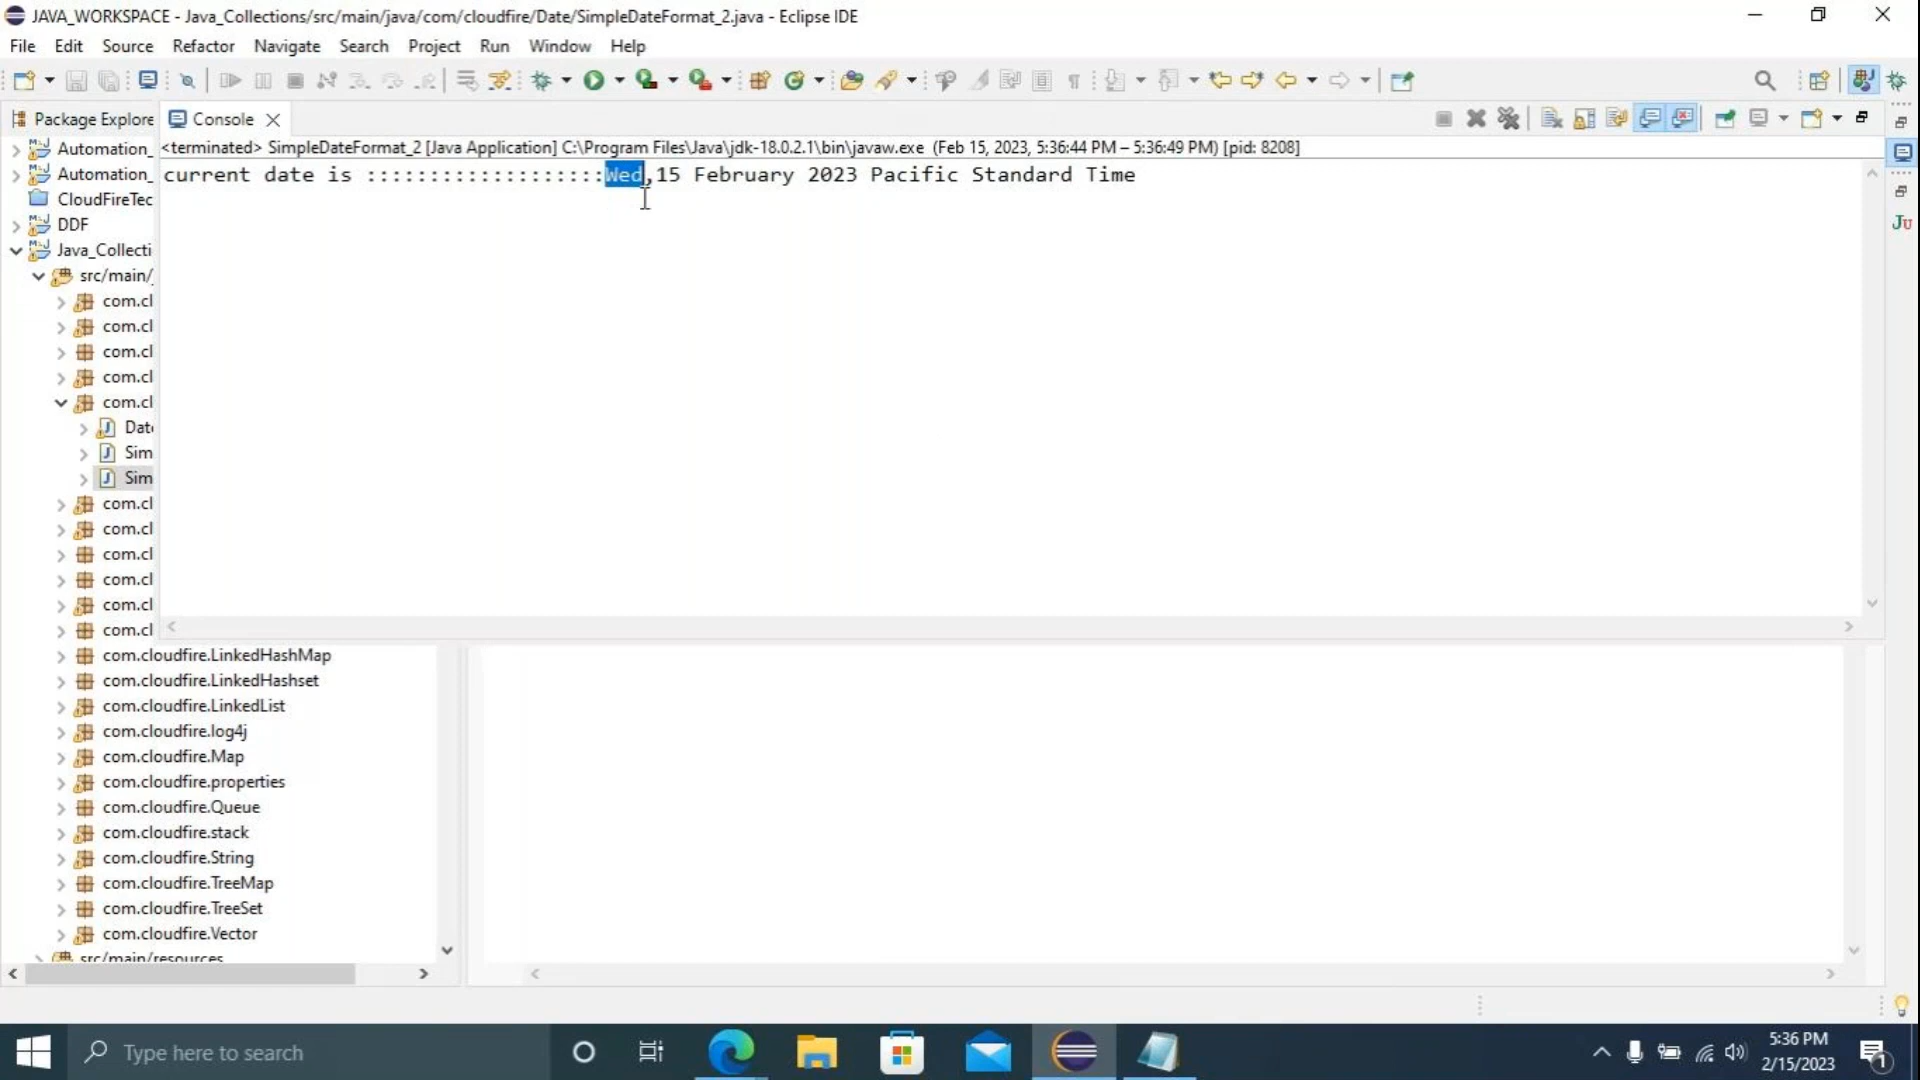 JAVA_WORKSPACE - Java_Collections/src/main/java/com/cloudfire/Date/SimpleDateFormat_2.java - Eclipse IDE
File Edit Source Refactor Navigate Search Project Run Window Help
Package Explore
Console
Automation_
<terminated> SimpleDateFormat_2 [Java Application] C:\Program Files\Java\jdk-18.0.2.1\bin\javaw.exe (Feb 15, 2023, 5:36:44 PM – 5:36:49 PM) [pid: 8208]
Automation_
current date is :::::::::::::::::::Wed,15 February 2023 Pacific Standard Time
CloudFireTec
DDF
Java_Collecti
src/main/
com.cl
com.cl
com.cl
com.cl
com.cl
Date
Sim
Sim
com.cl
com.cl
com.cl
com.cl
com.cl
com.cl
com.cloudfire.LinkedHashMap
com.cloudfire.LinkedHashset
com.cloudfire.LinkedList
com.cloudfire.log4j
com.cloudfire.Map
com.cloudfire.properties
com.cloudfire.Queue
com.cloudfire.stack
com.cloudfire.String
com.cloudfire.TreeMap
com.cloudfire.TreeSet
com.cloudfire.Vector
src/main/resources
Type here to search
5:36 PM
2/15/2023
1